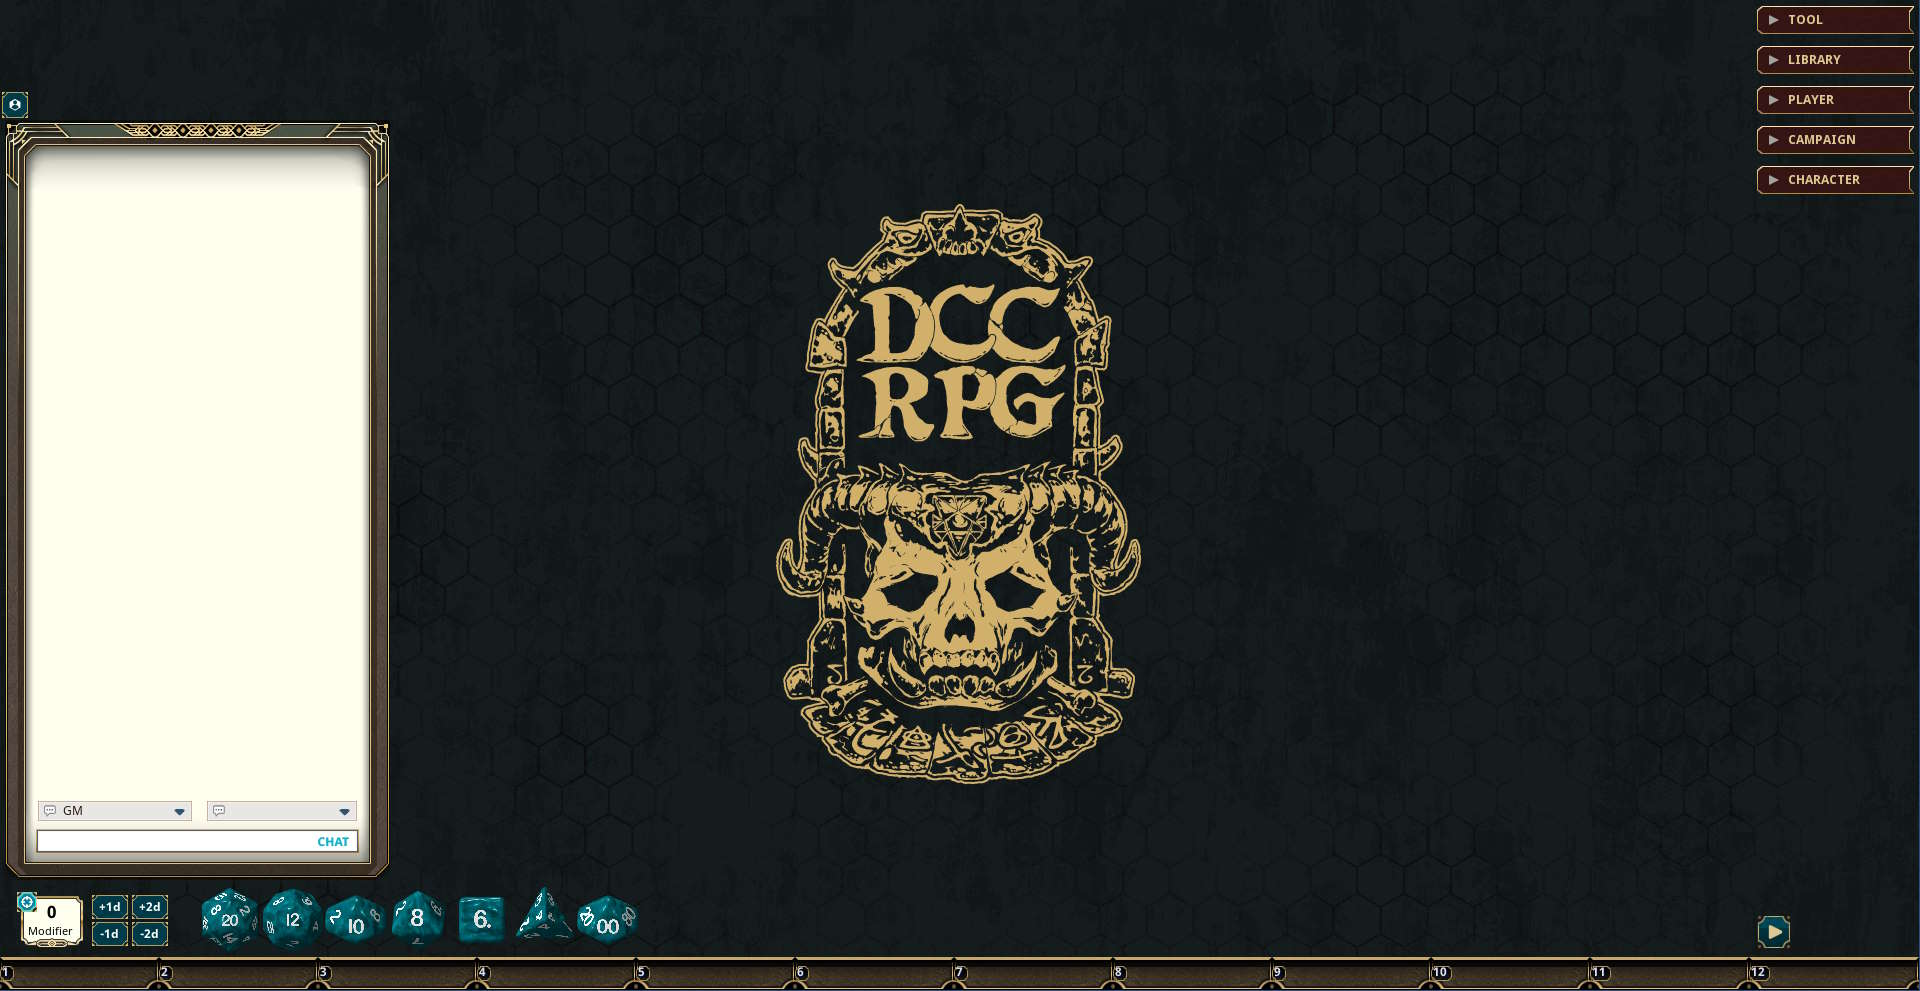 TOOL
LIBRARY
PLAYER
CAMPAIGN
CHARACTER
DCC
RPG
GM
CHAT
0
Modifier
+1d
+2d
-1d
-2d
20
12
10
8
6.
4
00
1
2
3
4
5
6
7
8
9
10
11
12